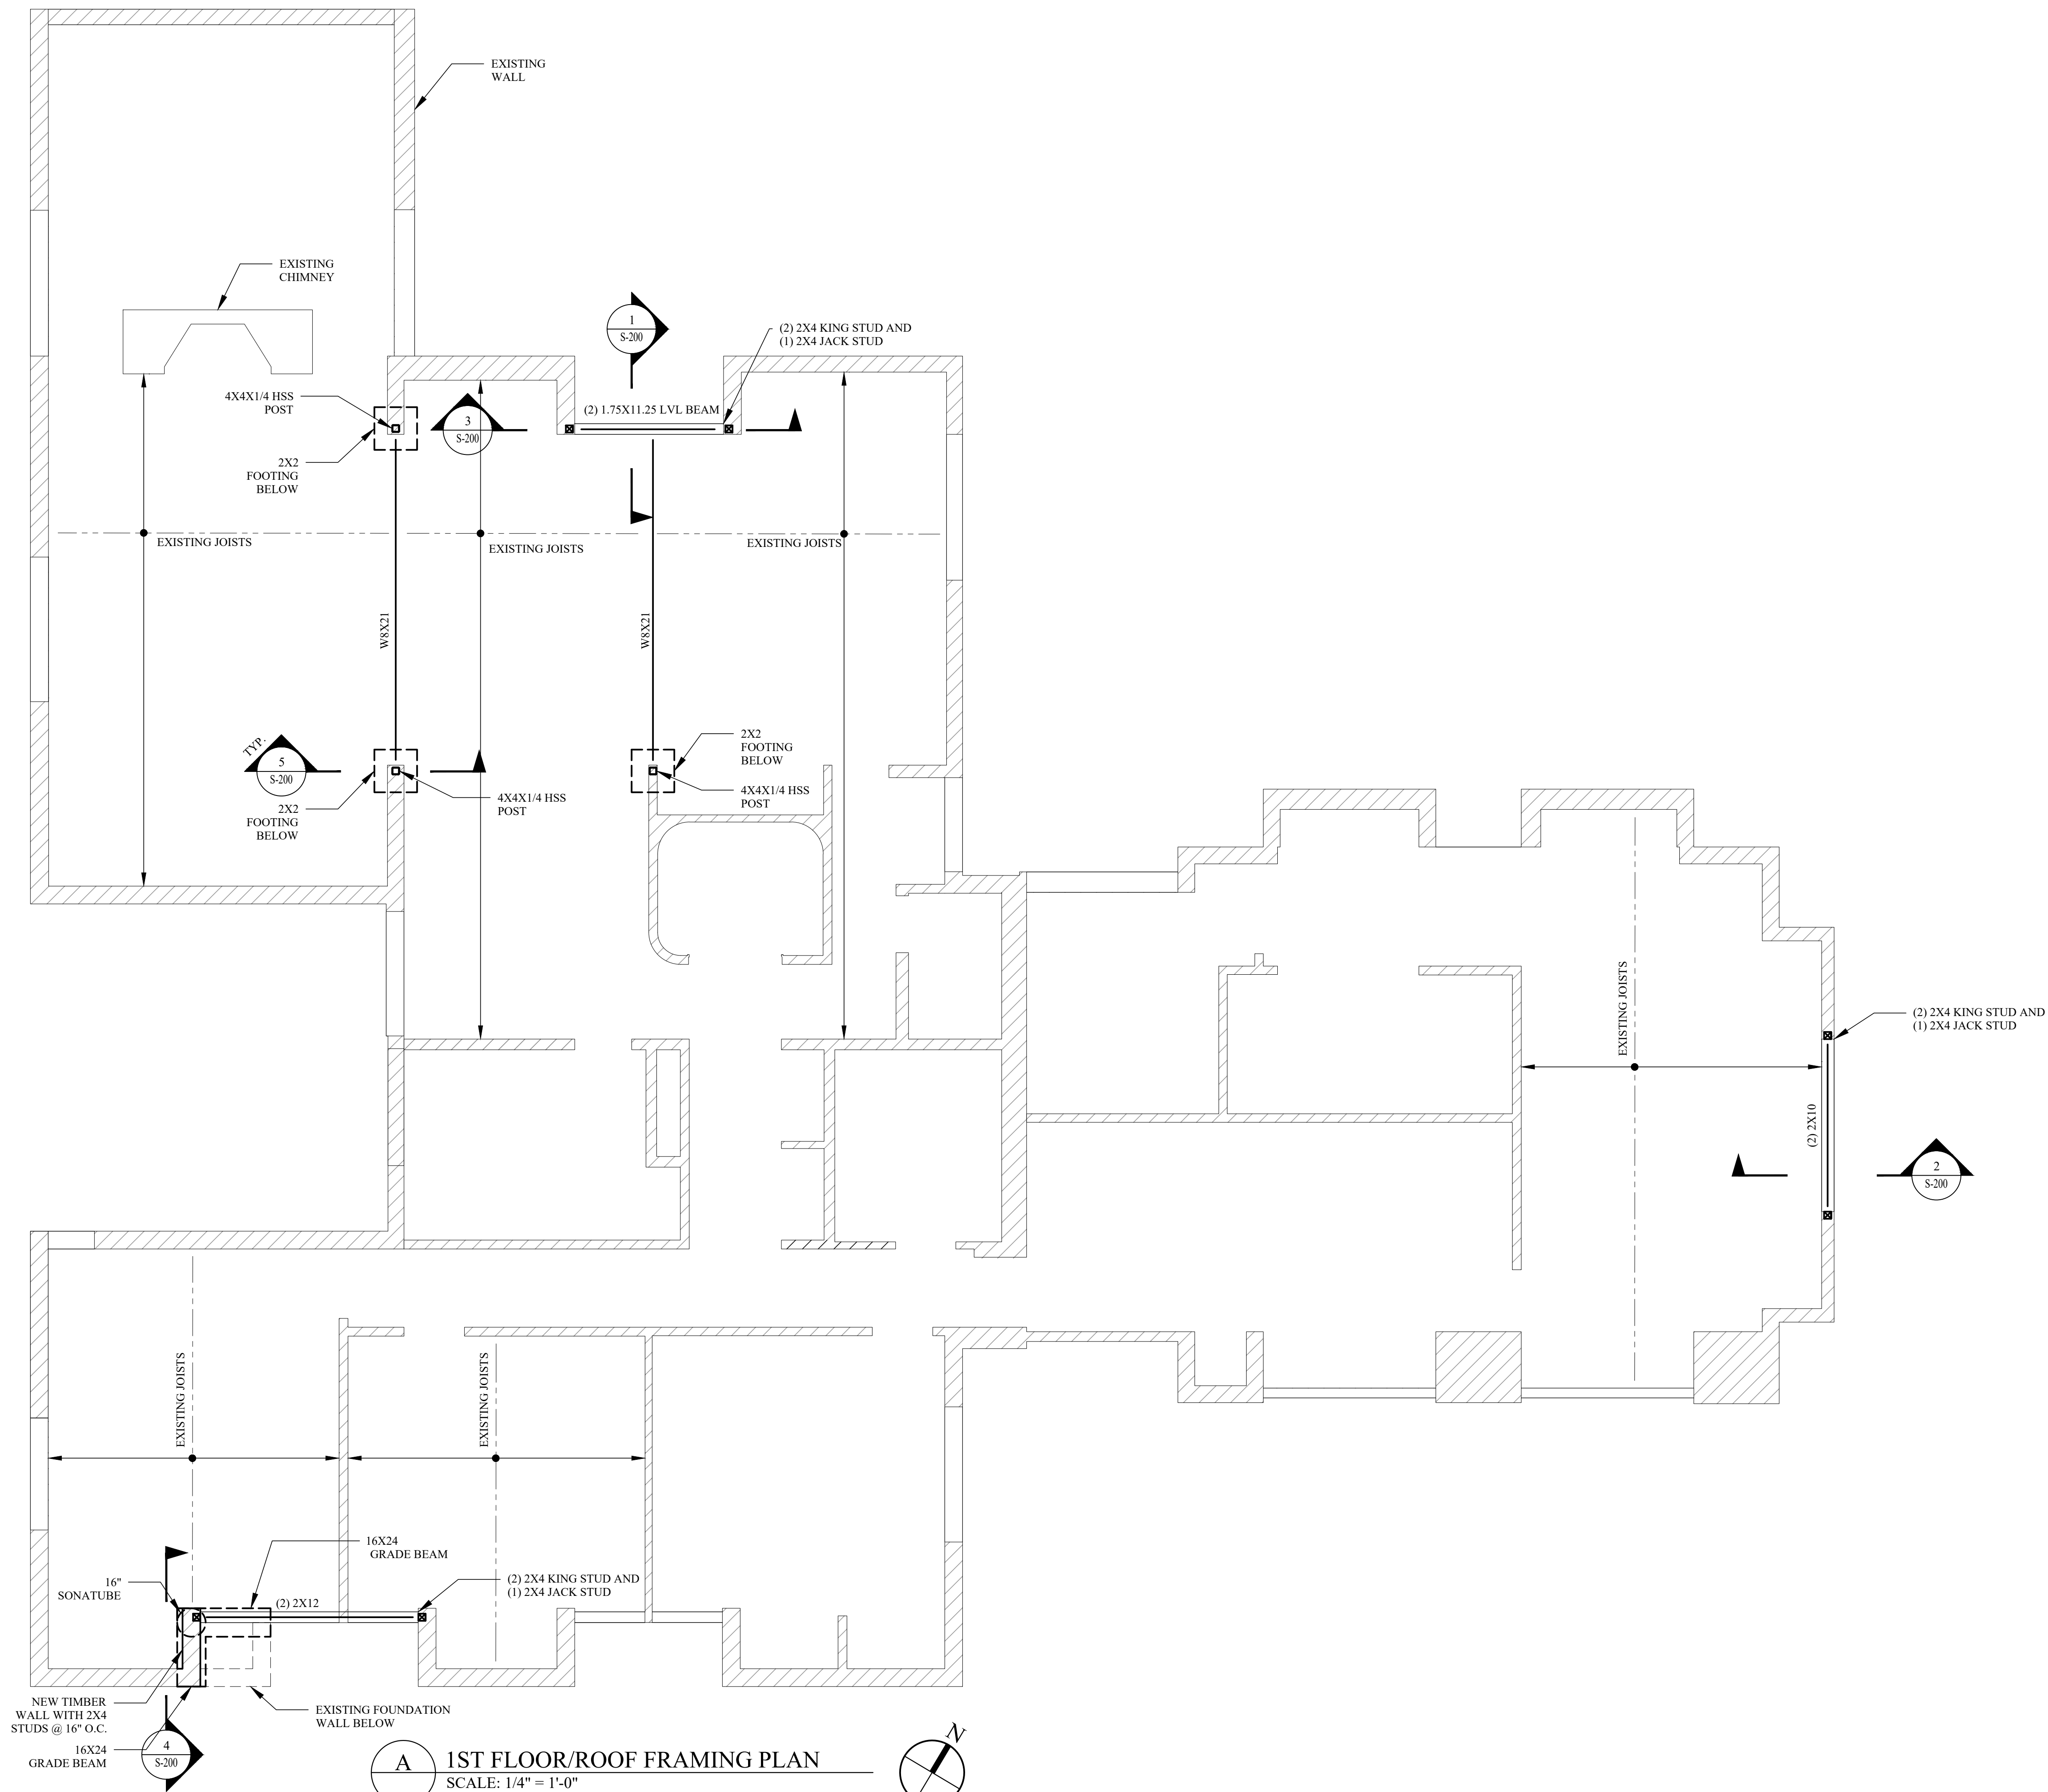 EXISTING
WALL
EXISTING
CHIMNEY
1
S-200
(2) 2X4 KING STUD AND
(1) 2X4 JACK STUD
4X4X1/4 HSS
POST
3
S-200
(2) 1.75X11.25 LVL BEAM
2X2
FOOTING
BELOW
EXISTING JOISTS
EXISTING JOISTS
EXISTING JOISTS
W8X21
W8X21
TYP.
5
S-200
2X2
FOOTING
BELOW
4X4X1/4 HSS
POST
2X2
FOOTING
BELOW
4X4X1/4 HSS
POST
EXISTING JOISTS
(2) 2X4 KING STUD AND
(1) 2X4 JACK STUD
(2) 2X10
2
S-200
EXISTING JOISTS
EXISTING JOISTS
16X24
GRADE BEAM
16"
SONATUBE
(2) 2X12
(2) 2X4 KING STUD AND
(1) 2X4 JACK STUD
NEW TIMBER
WALL WITH 2X4
STUDS @ 16" O.C.
16X24
GRADE BEAM
4
S-200
EXISTING FOUNDATION
WALL BELOW
A
1ST FLOOR/ROOF FRAMING PLAN
SCALE: 1/4" = 1'-0"
N